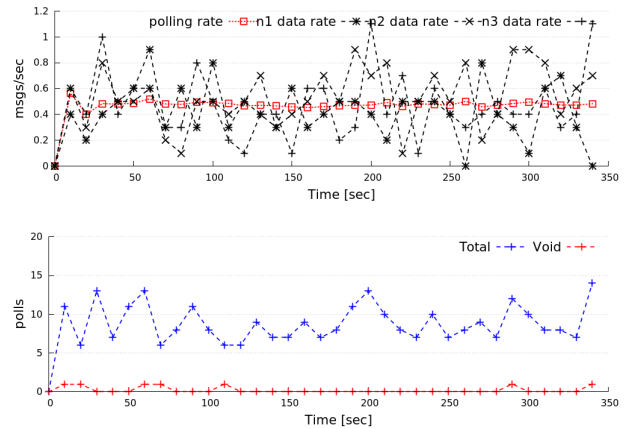 1.2
polling rate n1 data rate n2 data rate n3 data rate
1
0.8
0.6
0.4
0.2
0
msgs/sec
0 50 100 150 200 250 300 350
Time [sec]
20
Total Void
15
10
5
0
polls
0 50 100 150 200 250 300 350
Time [sec]